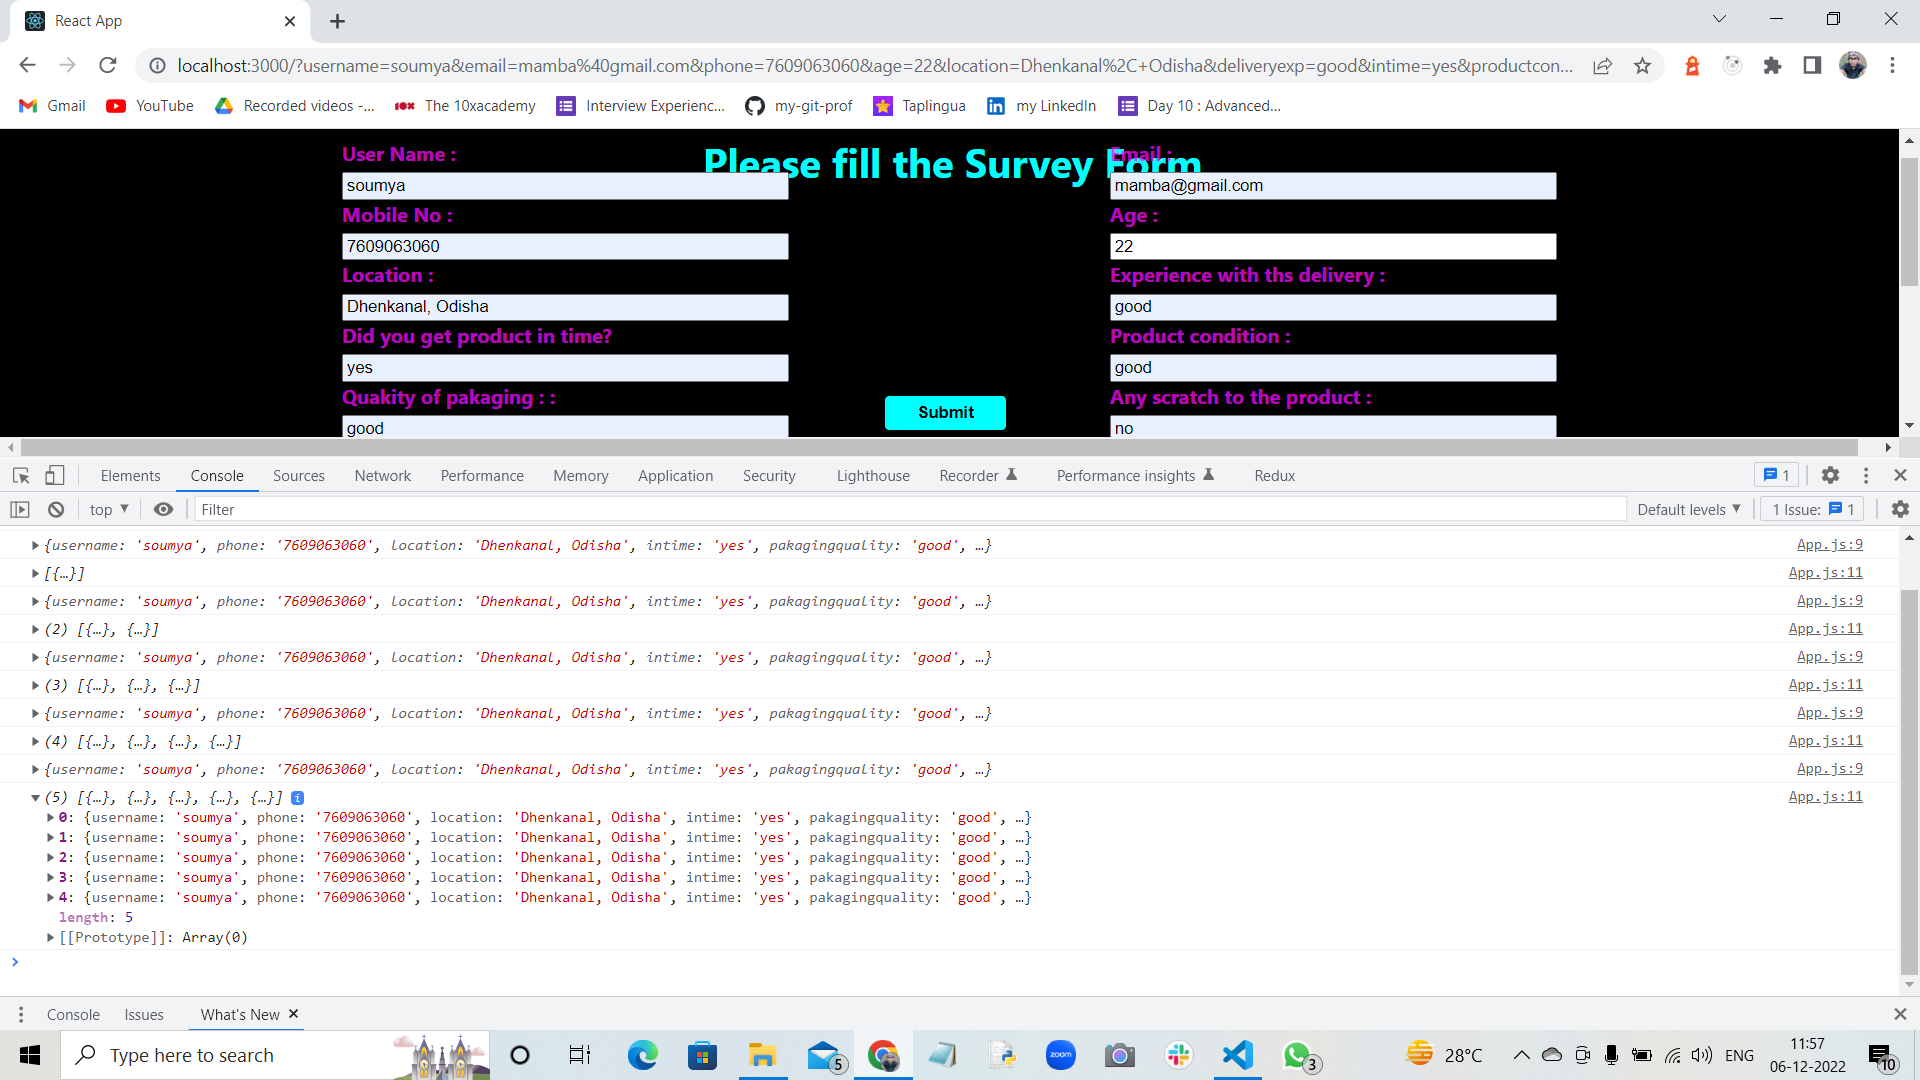 React App
localhost:3000/?username=soumya&email=mamba%40gmail.com&phone=7609063060&age=22&location=Dhenkanal%2C+Odisha&deliveryexp=good&intime=yes&productcon...
Gmail YouTube Recorded videos -... The 10xacademy Interview Experienc... my-git-prof Taplingua my LinkedIn Day 10 : Advanced...
Please fill the Survey Form
User Name : Email :
soumya mamba@gmail.com
Mobile No : Age :
7609063060 22
Location : Experience with ths delivery :
Dhenkanal, Odisha good
Did you get product in time? Product condition :
yes good
Quakity of pakaging : : Any scratch to the product :
good no
Submit
Elements Console Sources Network Performance Memory Application Security Lighthouse Recorder Performance insights Redux 1
top Filter Default levels 1 Issue: 1
{username: 'soumya', phone: '7609063060', location: 'Dhenkanal, Odisha', intime: 'yes', pakagingquality: 'good', …} App.js:9
[{…}] App.js:11
{username: 'soumya', phone: '7609063060', location: 'Dhenkanal, Odisha', intime: 'yes', pakagingquality: 'good', …} App.js:9
(2) [{…}, {…}] App.js:11
{username: 'soumya', phone: '7609063060', location: 'Dhenkanal, Odisha', intime: 'yes', pakagingquality: 'good', …} App.js:9
(3) [{…}, {…}, {…}] App.js:11
{username: 'soumya', phone: '7609063060', location: 'Dhenkanal, Odisha', intime: 'yes', pakagingquality: 'good', …} App.js:9
(4) [{…}, {…}, {…}, {…}] App.js:11
{username: 'soumya', phone: '7609063060', location: 'Dhenkanal, Odisha', intime: 'yes', pakagingquality: 'good', …} App.js:9
(5) [{…}, {…}, {…}, {…}, {…}] i App.js:11
0: {username: 'soumya', phone: '7609063060', location: 'Dhenkanal, Odisha', intime: 'yes', pakagingquality: 'good', …}
1: {username: 'soumya', phone: '7609063060', location: 'Dhenkanal, Odisha', intime: 'yes', pakagingquality: 'good', …}
2: {username: 'soumya', phone: '7609063060', location: 'Dhenkanal, Odisha', intime: 'yes', pakagingquality: 'good', …}
3: {username: 'soumya', phone: '7609063060', location: 'Dhenkanal, Odisha', intime: 'yes', pakagingquality: 'good', …}
4: {username: 'soumya', phone: '7609063060', location: 'Dhenkanal, Odisha', intime: 'yes', pakagingquality: 'good', …}
length: 5
[[Prototype]]: Array(0)
Console Issues What's New
Type here to search 5 zoom 3 28°C ENG 11:57
06-12-2022 10